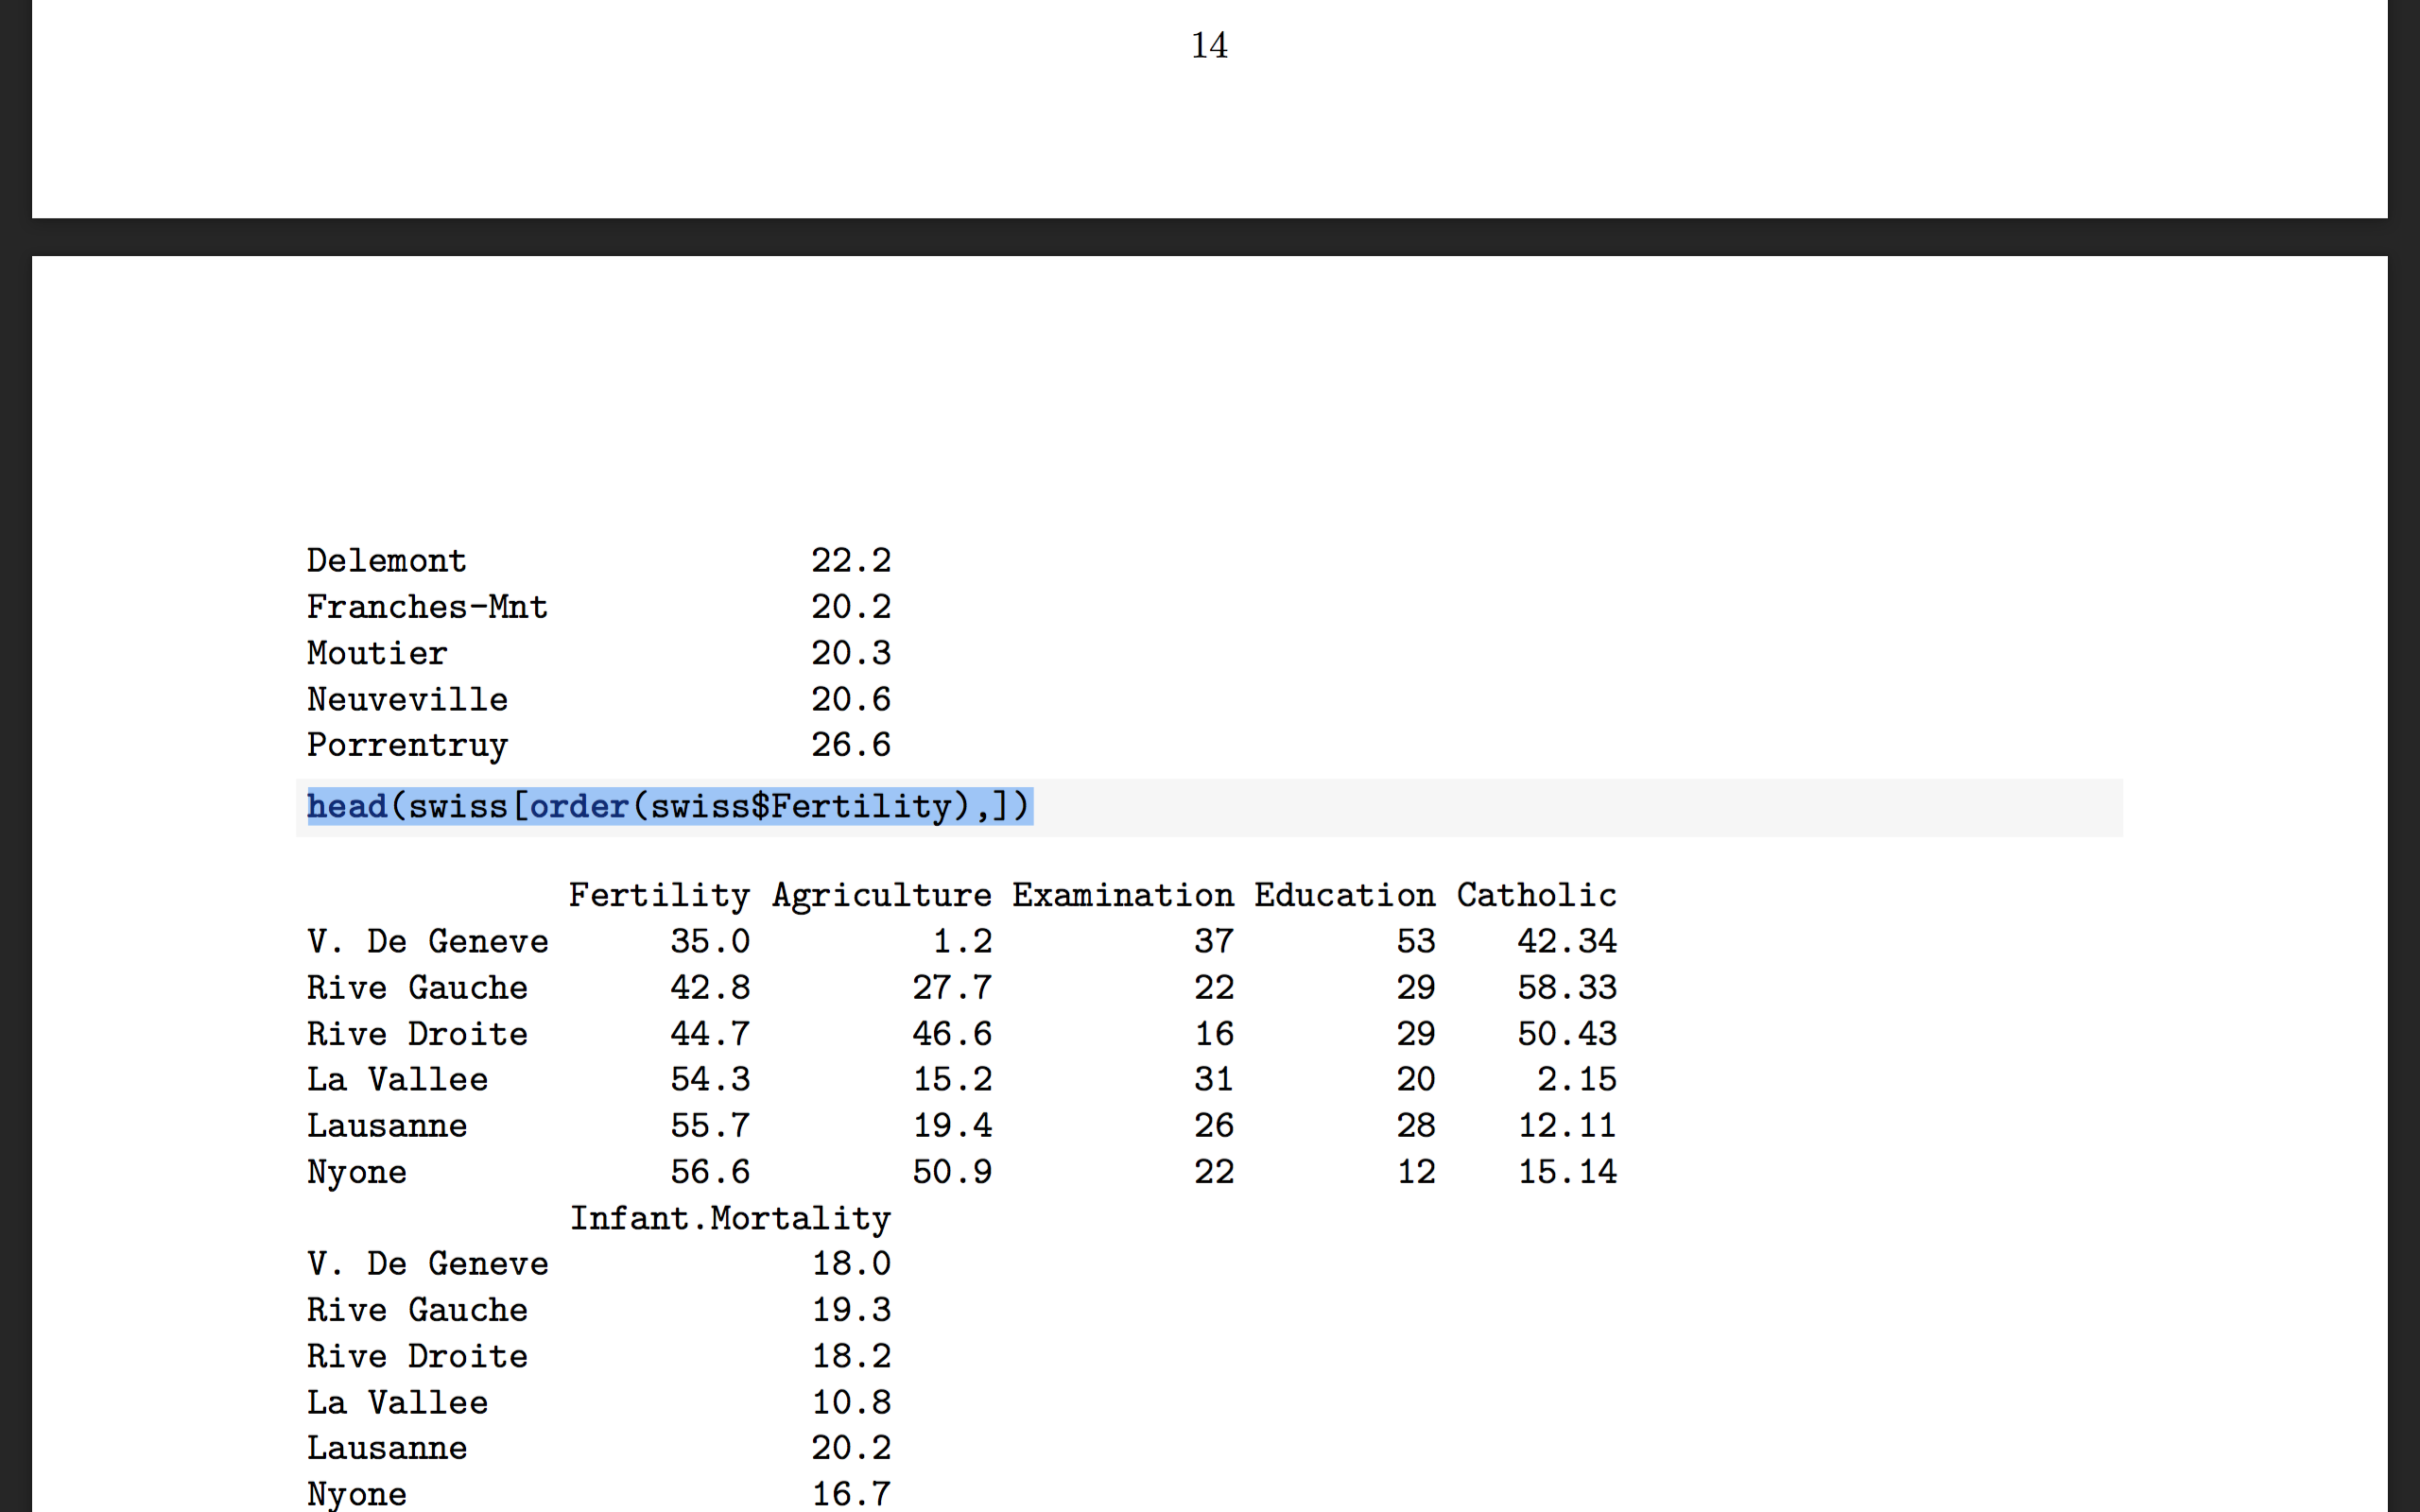 14
Delemont 22.2
Franches-Mnt 20.2
Moutier 20.3
Neuveville 20.6
Porrentruy 26.6
head(swiss[order(swiss$Fertility),])
Fertility Agriculture Examination Education Catholic
V. De Geneve 35.0 1.2 37 53 42.34
Rive Gauche 42.8 27.7 22 29 58.33
Rive Droite 44.7 46.6 16 29 50.43
La Vallee 54.3 15.2 31 20 2.15
Lausanne 55.7 19.4 26 28 12.11
Nyone 56.6 50.9 22 12 15.14
Infant.Mortality
V. De Geneve 18.0
Rive Gauche 19.3
Rive Droite 18.2
La Vallee 10.8
Lausanne 20.2
Nyone 16.7